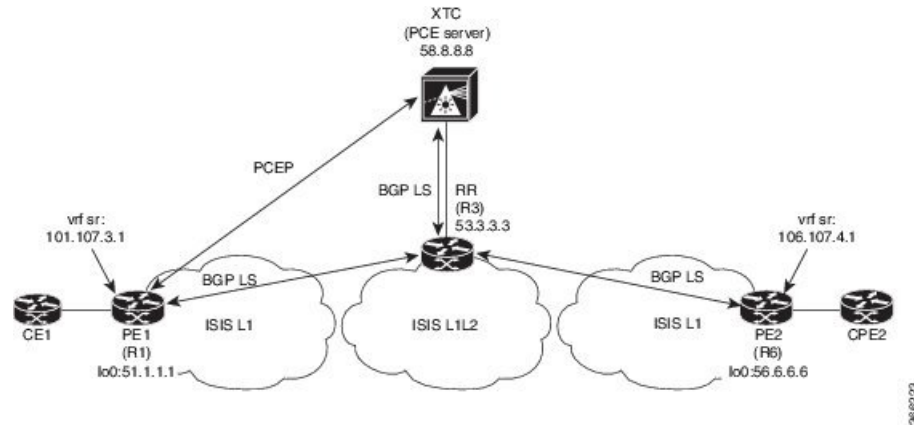 XTC
(PCE server)
58.8.8.8
PCEP
BGP LS
RR
(R3)
53.3.3.3
vrf sr:
101.107.3.1
vrf sr:
106.107.4.1
BGP LS
BGP LS
ISIS L1
ISIS L1L2
ISIS L1
CE1
PE1
(R1)
lo0:51.1.1.1
PE2
(R6)
lo0:56.6.6.6
CPE2